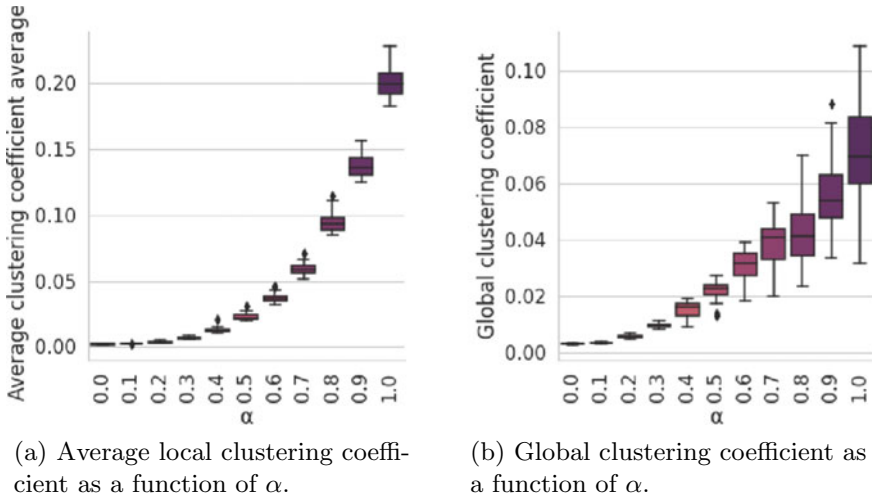 Average clustering coefficient average
0.20
0.15
0.10
0.05
0.00
0.0 0.1 0.2 0.3 0.4 0.5 0.6 0.7 0.8 0.9 1.0
α
(a) Average local clustering coeffi-
cient as a function of α.
Global clustering coefficient
0.10
0.08
0.06
0.04
0.02
0.00
0.0 0.1 0.2 0.3 0.4 0.5 0.6 0.7 0.8 0.9 1.0
α
(b) Global clustering coefficient as
a function of α.